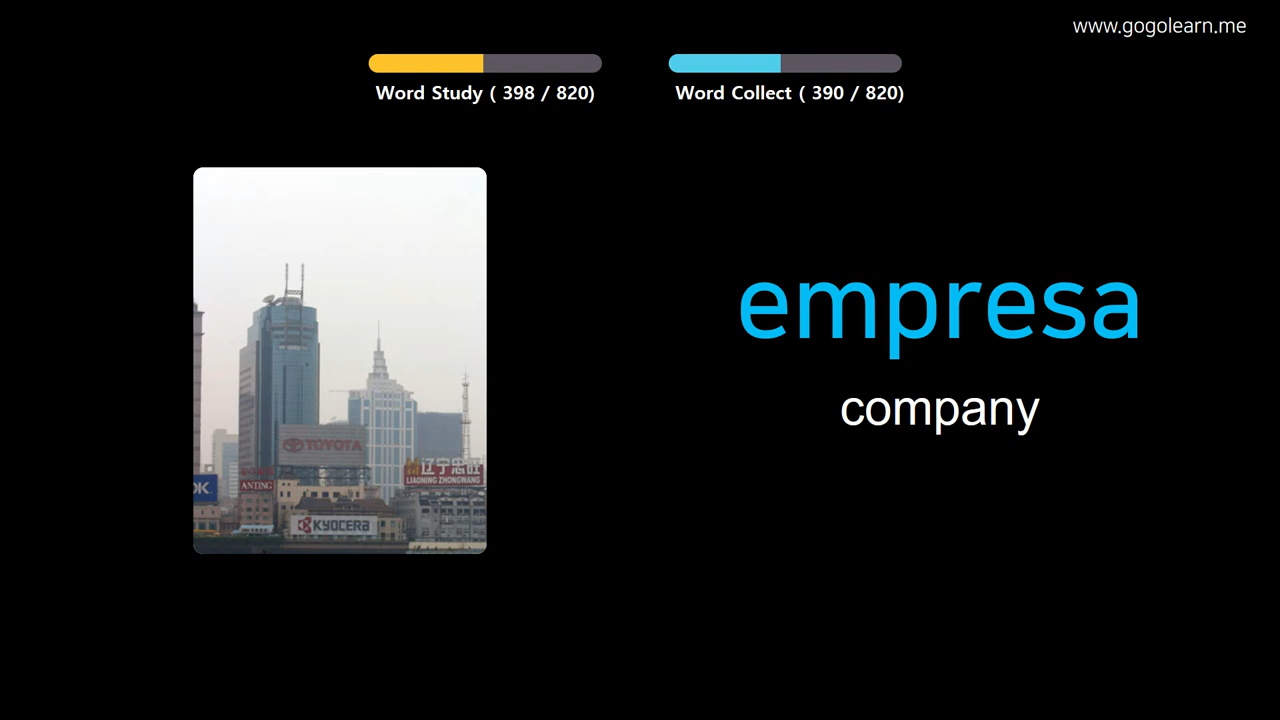 www.gogolearn.me
Word Study ( 398 / 820)
Word Collect ( 390 / 820)
empresa
company
TOYOTA
辽宁忠旺
LIAONING ZHONGWANG
OK.
ANTING
KYOCERA